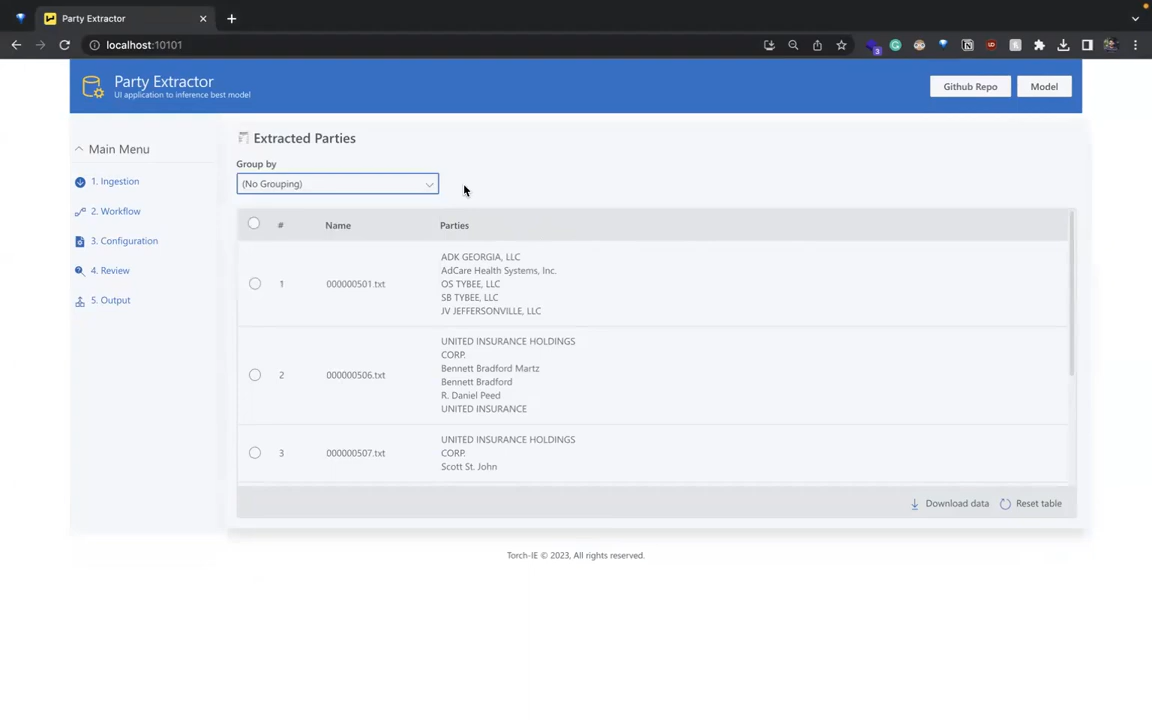 Party Extractor
localhost:10101
3
Party Extractor
UI application to inference best model
Github Repo
Model
Main Menu
1. Ingestion
2. Workflow
3. Configuration
4. Review
5. Output
Extracted Parties
Group by
(No Grouping)
# Name Parties
1 000000501.txt
ADK GEORGIA, LLC
AdCare Health Systems, Inc.
OS TYBEE, LLC
SB TYBEE, LLC
JV JEFFERSONVILLE, LLC
2 000000506.txt
UNITED INSURANCE HOLDINGS
CORP.
Bennett Bradford Martz
Bennett Bradford
R. Daniel Peed
UNITED INSURANCE
3 000000507.txt
UNITED INSURANCE HOLDINGS
CORP.
Scott St. John
Download data
Reset table
Torch-IE © 2023, All rights reserved.